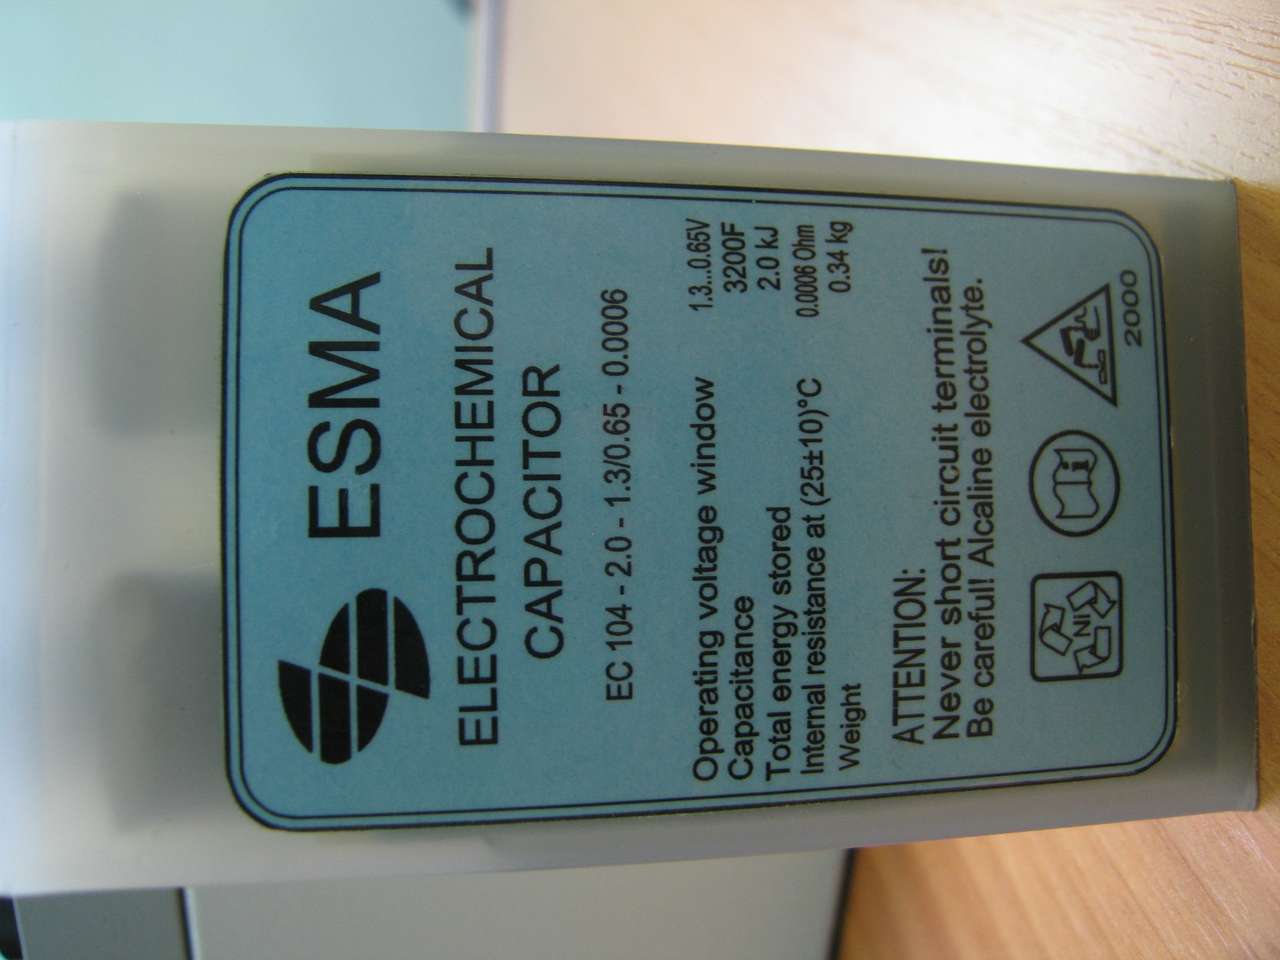 ESMA
ELECTROCHEMICAL
CAPACITOR
EC 104 - 2.0 - 1.3/0.65 - 0.0006
Operating voltage window 1.3...0.65V
Capacitance 3200F
Total energy stored 2.0 kJ
Internal resistance at (25±10)°C 0.0006 Ohm
Weight 0.34 kg
ATTENTION:
Never short circuit terminals!
Be careful! Alcaline electrolyte.
Ni
i
2000